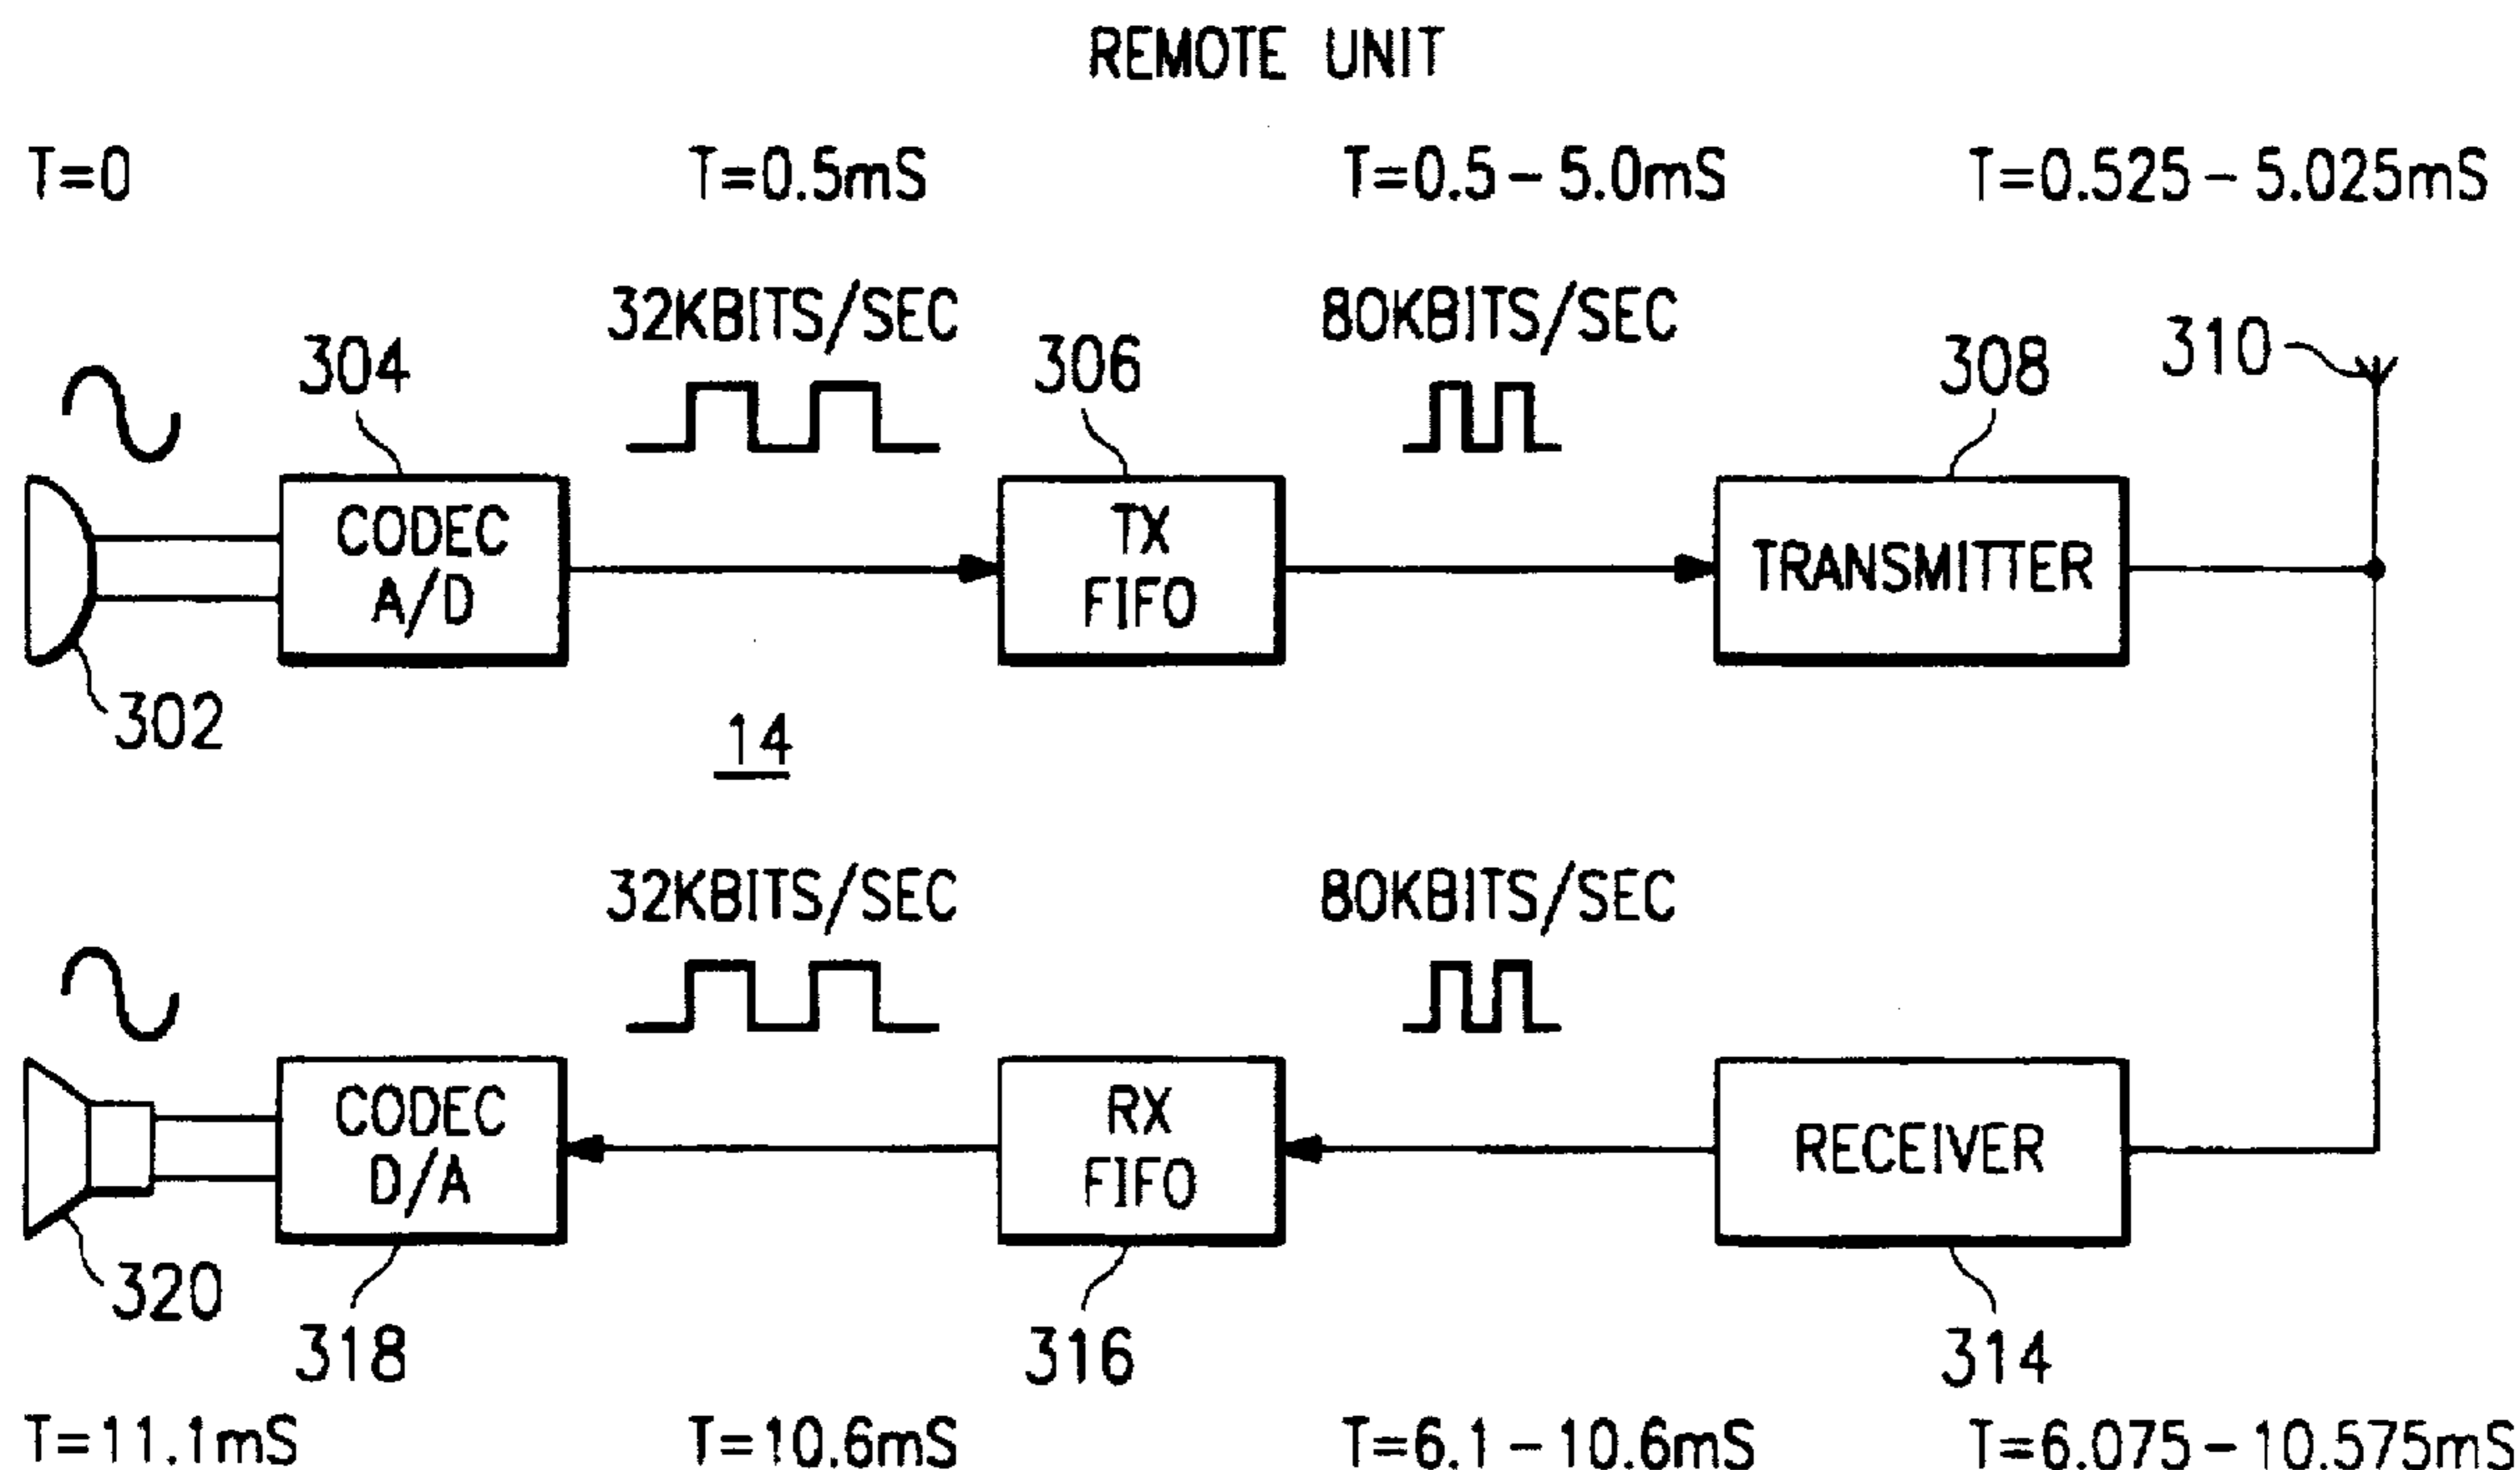 REMOTE UNIT
T=0
T=0.5mS
T=0.5–5.0mS
T=0.525–5.025mS
32KBITS/SEC
80KBITS/SEC
304
306
308
310
CODEC
A/D
TX
FIFO
TRANSMITTER
302
14
32KBITS/SEC
80KBITS/SEC
CODEC
D/A
RX
FIFO
RECEIVER
320
318
316
314
T=11.1mS
T=10.6mS
T=6.1–10.6mS
T=6.075–10.575mS